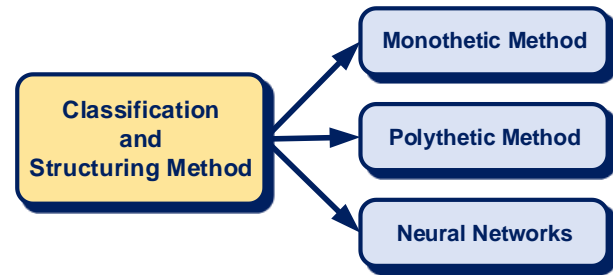 Classification
and
Structuring Method
Monothetic Method
Polythetic Method
Neural Networks